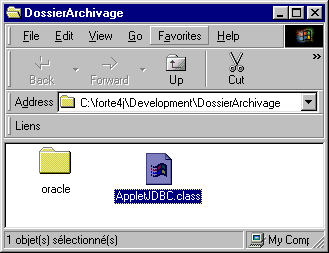 DossierArchivage
File Edit View Go Favorites Help
Back Forward Up Cut
Address C:\forte4j\Development\DossierArchivage
Liens
oracle AppletJDBC.class
1 objet(s) sélectionné(s) My Comp